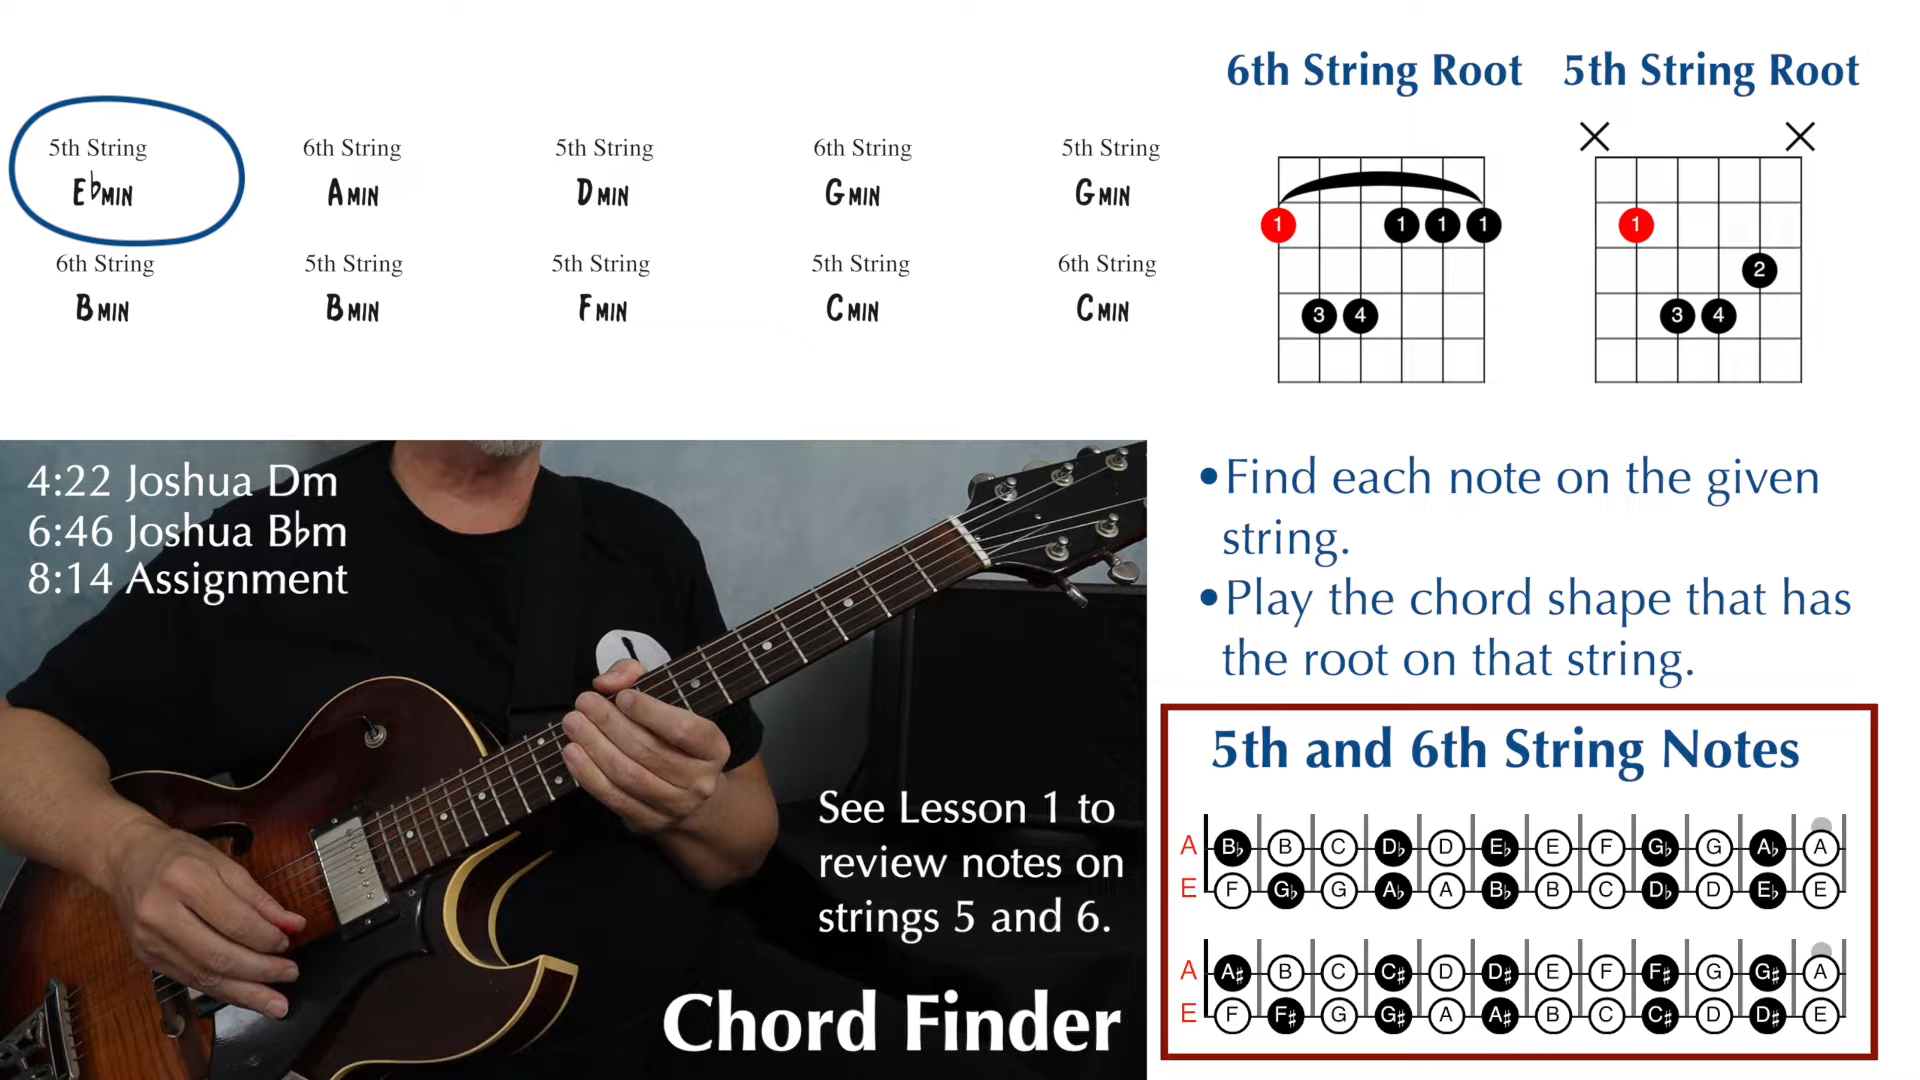 6th String Root
5th String Root
5th String
6th String
5th String
6th String
5th String
E♭MIN
AMIN
DMIN
GMIN
GMIN
6th String
5th String
5th String
5th String
6th String
BMIN
BMIN
FMIN
CMIN
CMIN
1 1 1 1
3 4
1
2
3 4
4:22 Joshua Dm
6:46 Joshua B♭m
8:14 Assignment
See Lesson 1 to
review notes on
strings 5 and 6.
Chord Finder
•Find each note on the given
string.
•Play the chord shape that has
the root on that string.
5th and 6th String Notes
A B♭ B C D♭ D E♭ E F G♭ G A♭ A
E F G♭ G A♭ A B♭ B C D♭ D E♭ E
A A♯ B C C♯ D D♯ E F F♯ G G♯ A
E F F♯ G G♯ A A♯ B C C♯ D D♯ E